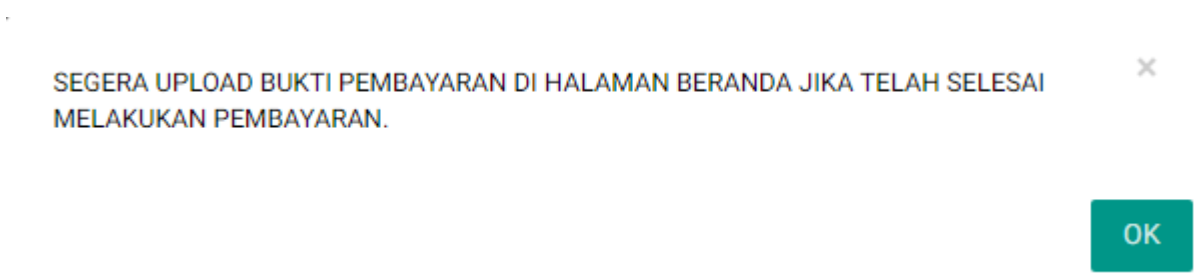 SEGERA UPLOAD BUKTI PEMBAYARAN DI HALAMAN BERANDA JIKA TELAH SELESAI
MELAKUKAN PEMBAYARAN.
×
OK